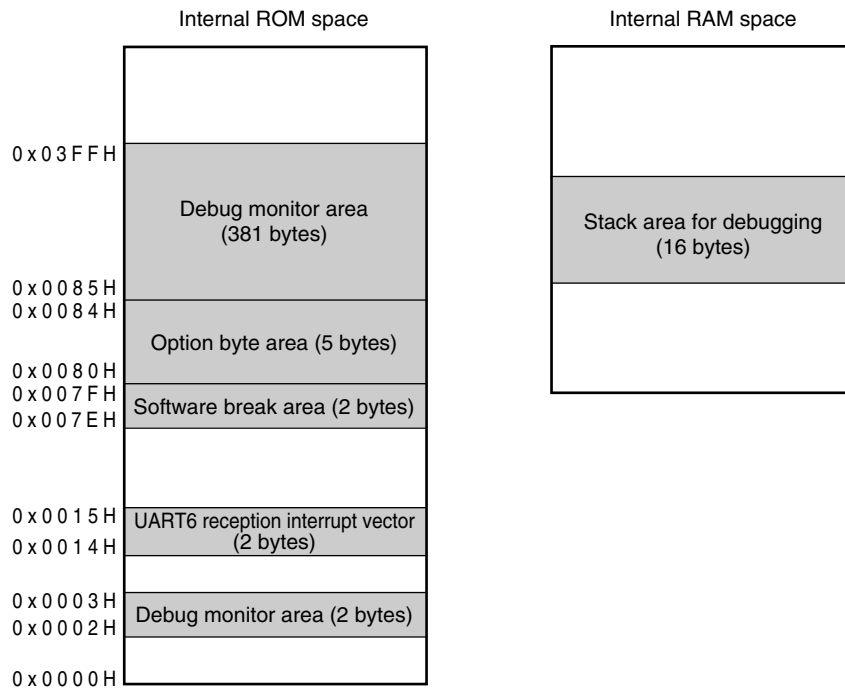 Internal ROM space
Internal RAM space
0x03FFH
Debug monitor area
(381 bytes)
0x0085H
0x0084H
Option byte area (5 bytes)
0x0080H
0x007FH
Software break area (2 bytes)
0x007EH
0x0015H
UART6 reception interrupt vector
(2 bytes)
0x0014H
0x0003H
Debug monitor area (2 bytes)
0x0002H
0x0000H
Stack area for debugging
(16 bytes)